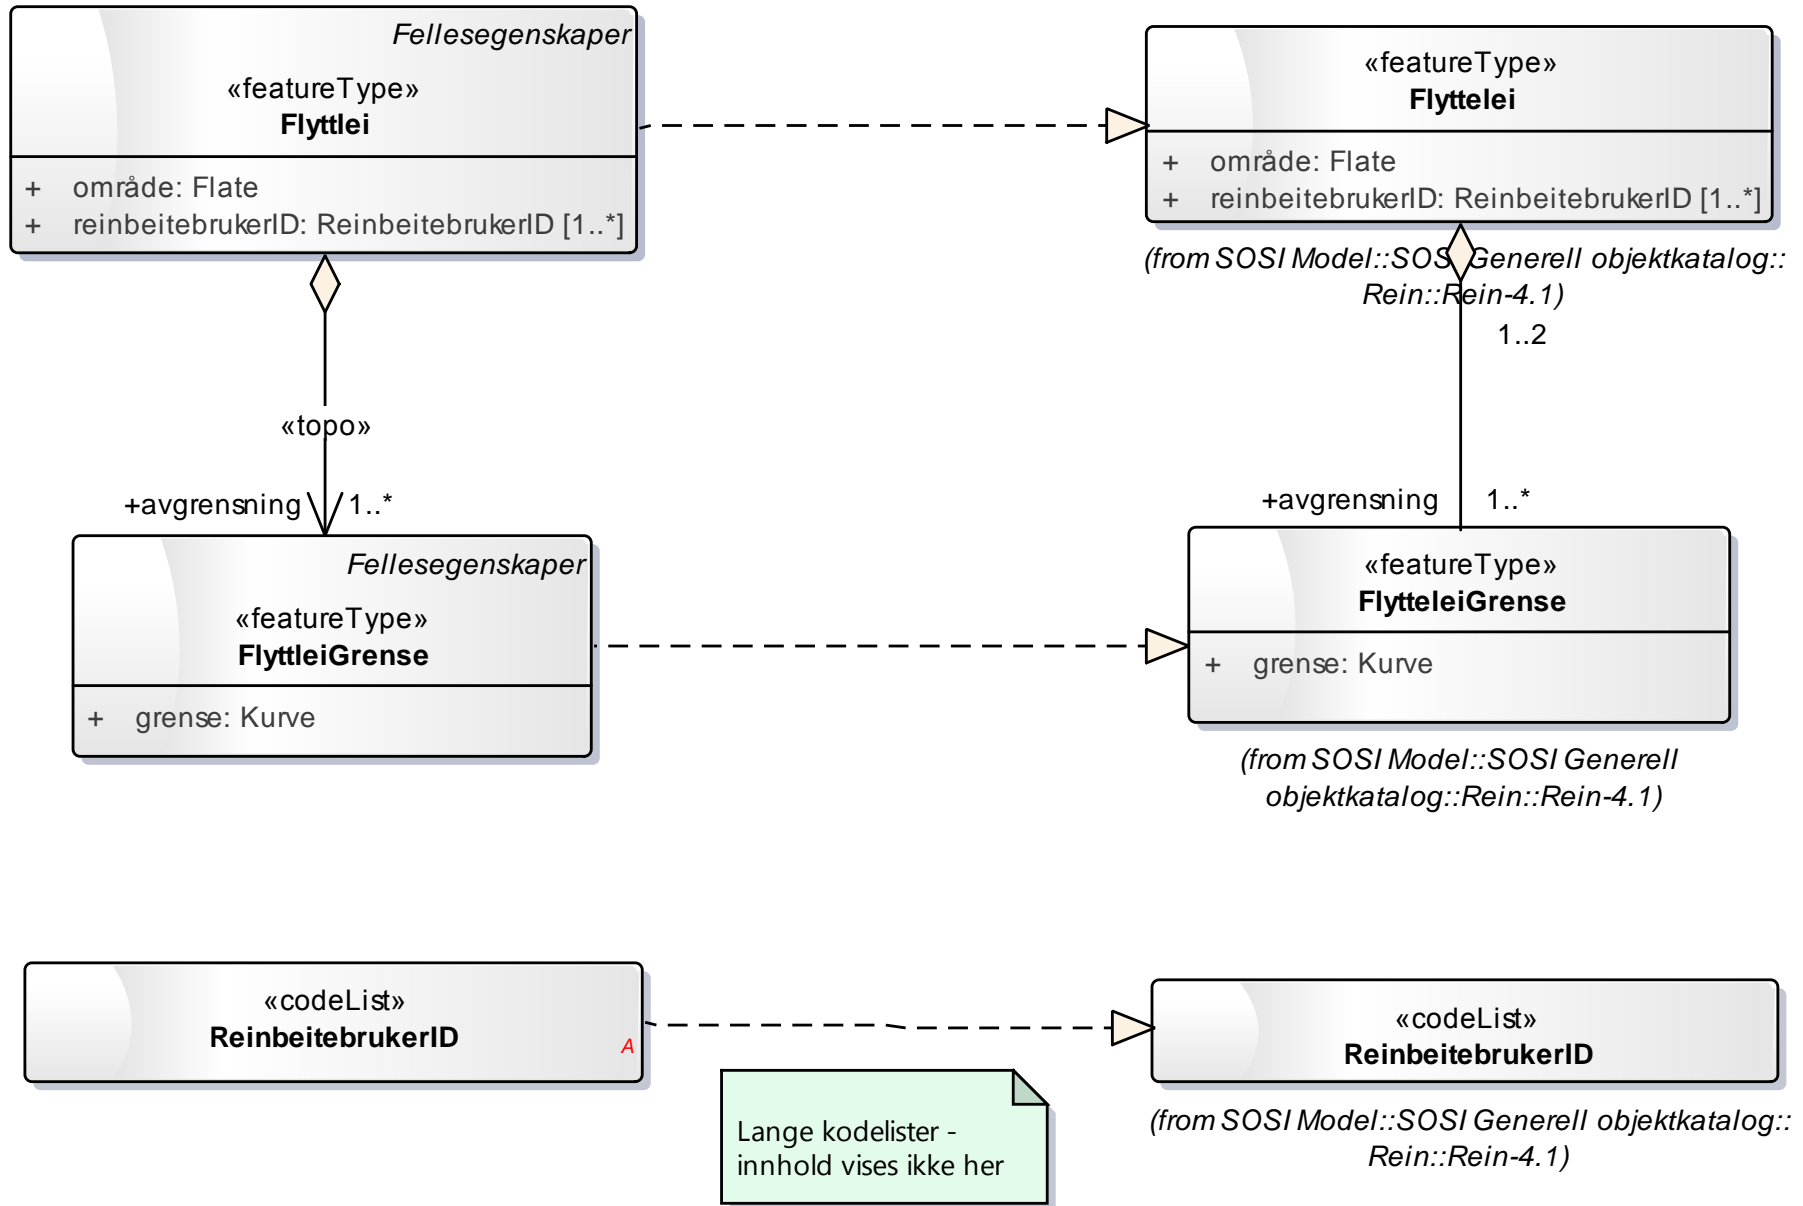 Fellesegenskaper
«featureType»
Flyttlei
+ område: Flate
+ reinbeitebrukerID: ReinbeitebrukerID [1..*]
«featureType»
Flyttelei
+ område: Flate
+ reinbeitebrukerID: ReinbeitebrukerID [1..*]
(from SOSI Model::SOSI Generell objektkatalog::
Rein::Rein-4.1)
1..2
«topo»
+avgrensning 1..*
+avgrensning 1..*
Fellesegenskaper
«featureType»
FlyttleiGrense
+ grense: Kurve
«featureType»
FlytteleiGrense
+ grense: Kurve
(from SOSI Model::SOSI Generell
objektkatalog::Rein::Rein-4.1)
«codeList»
ReinbeitebrukerID
A
«codeList»
ReinbeitebrukerID
(from SOSI Model::SOSI Generell objektkatalog::
Rein::Rein-4.1)
Lange kodelister -
innhold vises ikke her